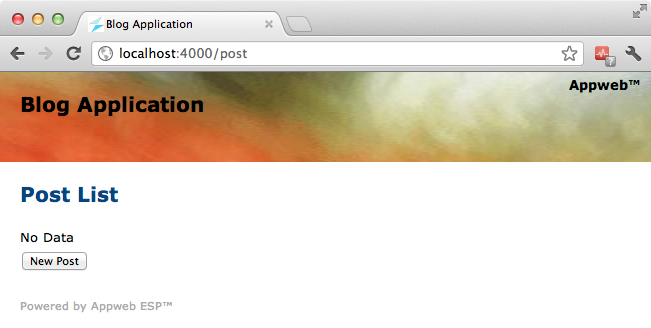 Blog Application
localhost:4000/post
Appweb™
Blog Application
Post List
No Data
New Post
Powered by Appweb ESP™